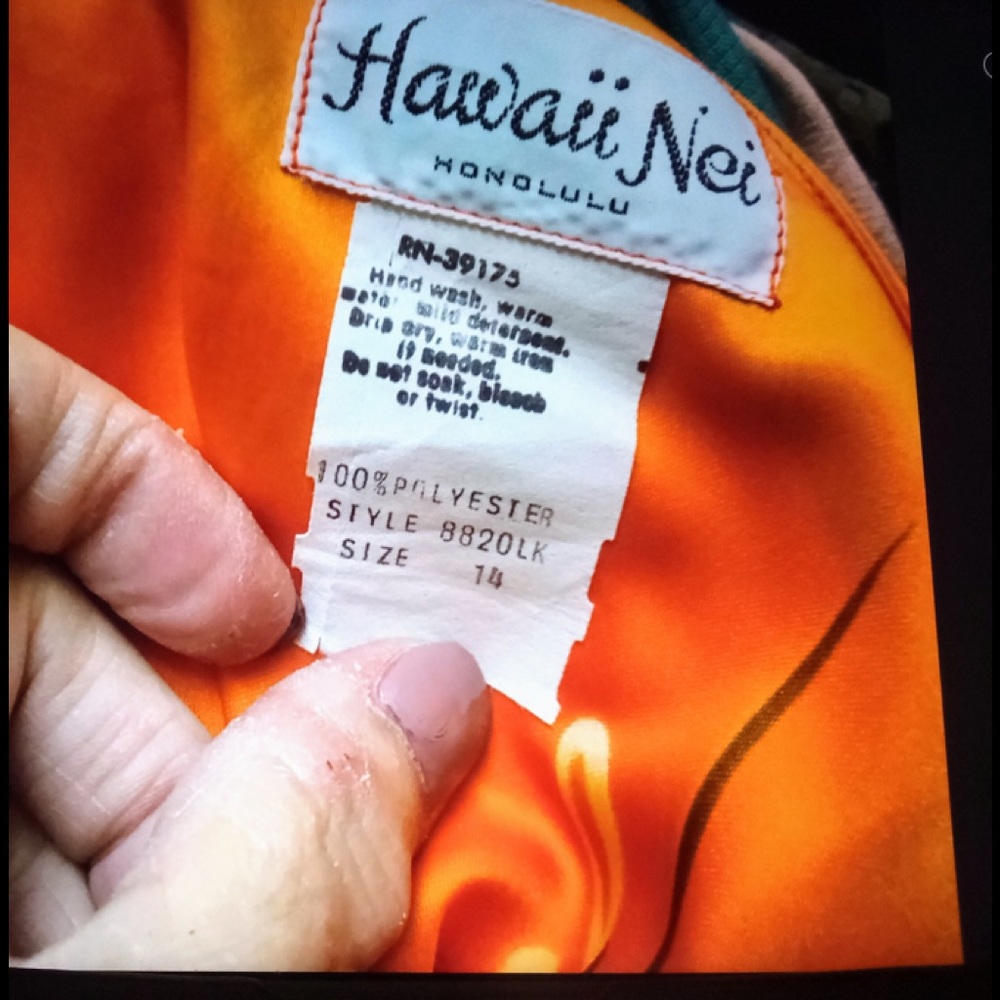 Hawaii Nei
HONOLULU
RN-39175
Hand wash, warm
water mild detergent.
Drip dry, warm iron
if needed.
Do not soak, bleach
or twist.
100% POLYESTER
STYLE 8820LK
SIZE 14